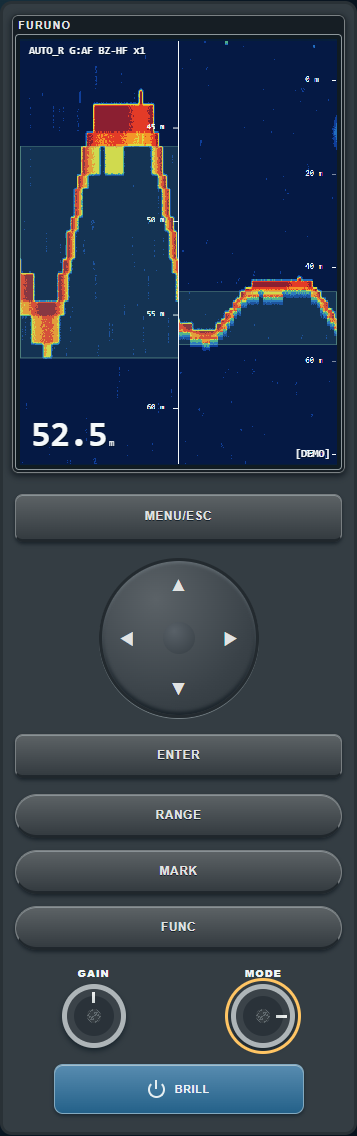 FURUNO
AUTO_R G:AF BZ-HF x1
0 m
45 m
20 m
50 m
40 m
55 m
60 m
60 m
52.5m
[DEMO]
MENU/ESC
ENTER
RANGE
MARK
FUNC
GAIN MODE
BRILL